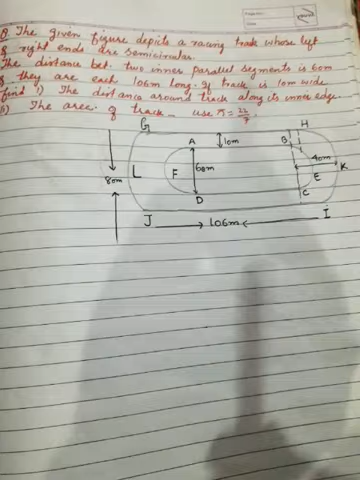 Q. The given figure depicts a racing track whose left
& right ends are semicircular.
The distance bet. two inner parallel segments is 60m
& they are each 106m long. If track is 10m wide
find 1) The distance around track along its inner edge.
The area of track - use π = 22/7
G H
A 10m B
40m
80m L F 60m K
E
D C
J 106m I